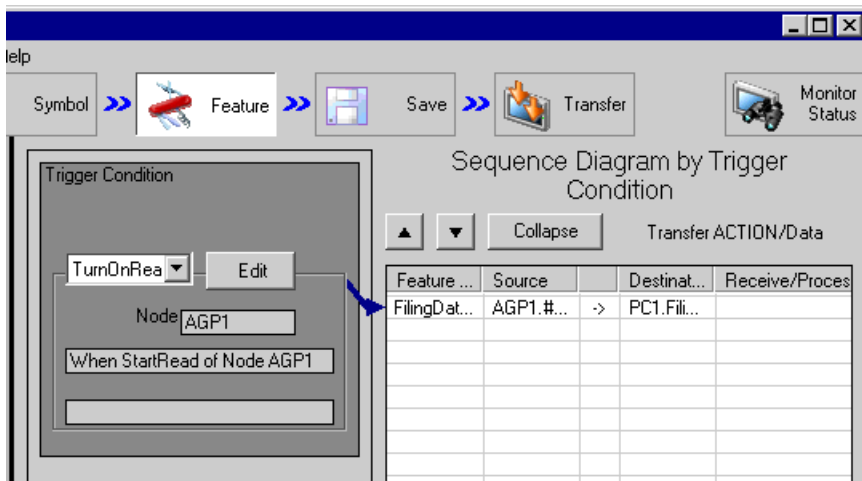 Help
Symbol
Feature
Save
Transfer
Monitor
Status
Trigger Condition
TurnOnRea
Edit
Node
AGP1
When StartRead of Node AGP1
Sequence Diagram by Trigger
Condition
Collapse
Transfer ACTION/Data
Feature ... Source Destinat... Receive/Proces
FilingDat... AGP1.#... -> PC1.Fili...